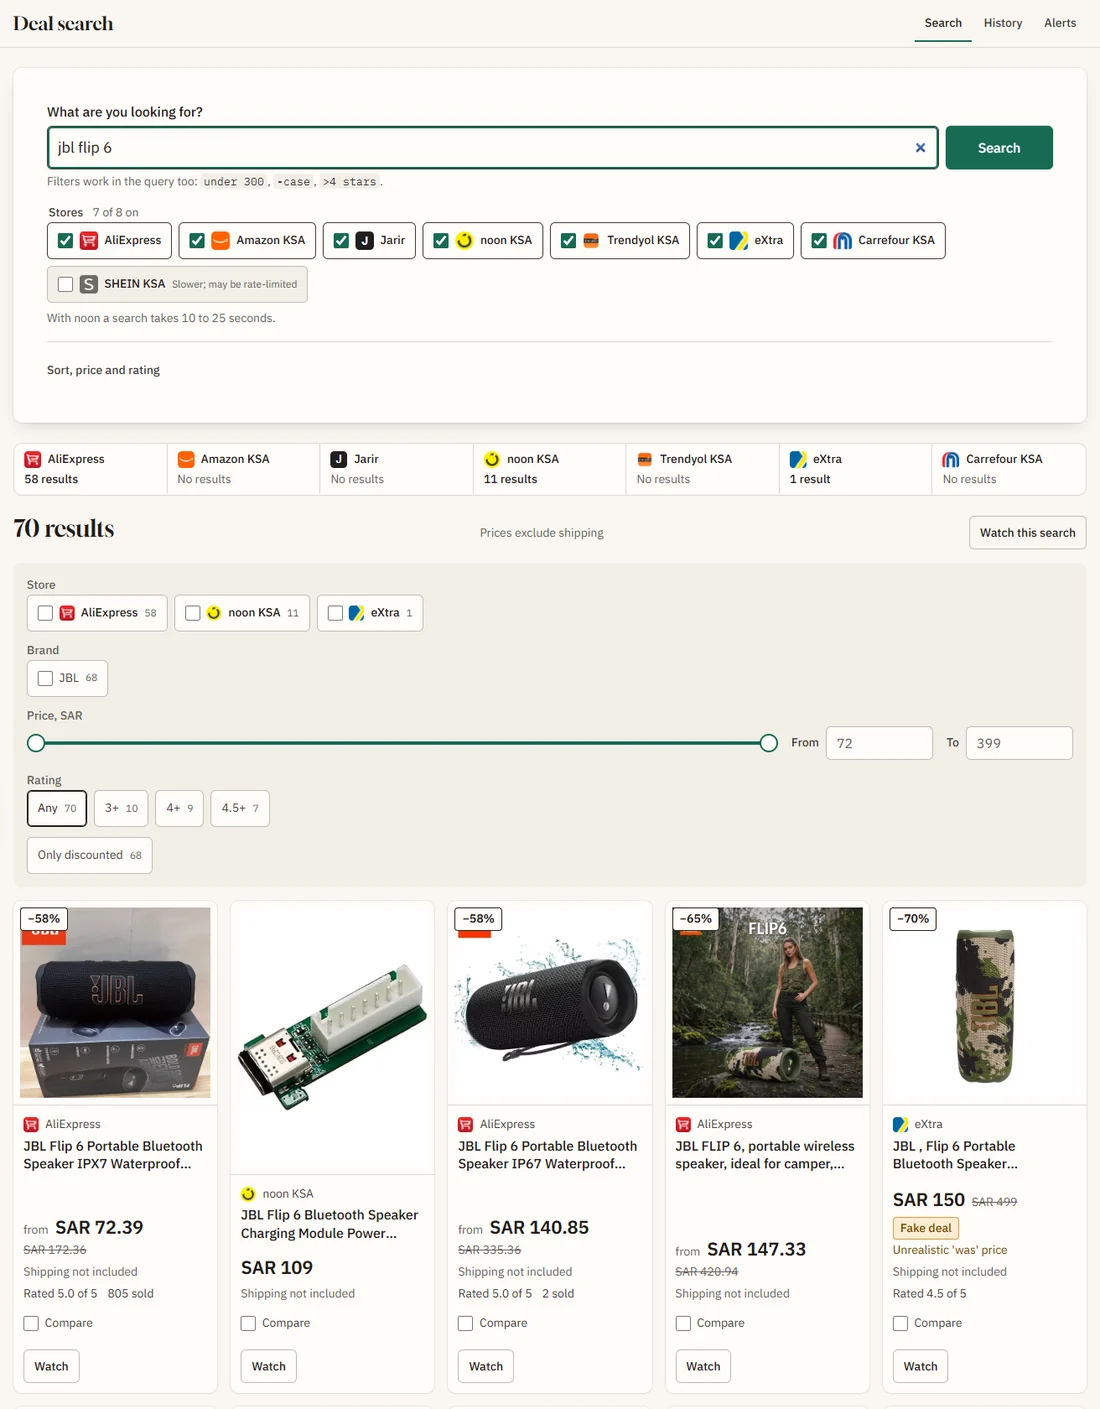 Deal search
Search History Alerts
What are you looking for?
jbl flip 6
Search
Filters work in the query too: under 300, -case, >4 stars.
Stores 7 of 8 on
AliExpress
Amazon KSA
J Jarir
noon KSA
Trendyol KSA
eXtra
Carrefour KSA
S SHEIN KSA Slower; may be rate-limited
With noon a search takes 10 to 25 seconds.
Sort, price and rating
AliExpress
58 results
Amazon KSA
No results
J Jarir
No results
noon KSA
11 results
Trendyol KSA
No results
eXtra
1 result
Carrefour KSA
No results
70 results
Prices exclude shipping
Watch this search
Store
AliExpress 58
noon KSA 11
eXtra 1
Brand
JBL 68
Price, SAR
From 72 To 399
Rating
Any 70
3+ 10
4+ 9
4.5+ 7
Only discounted 68
−58%
JBL
AliExpress
JBL Flip 6 Portable Bluetooth
Speaker IPX7 Waterproof...
from SAR 72.39
SAR 172.36
Shipping not included
Rated 5.0 of 5 805 sold
Compare
Watch
noon KSA
JBL Flip 6 Bluetooth Speaker
Charging Module Power...
SAR 109
Shipping not included
Compare
Watch
−58%
JBL
AliExpress
JBL Flip 6 Portable Bluetooth
Speaker IP67 Waterproof...
from SAR 140.85
SAR 335.36
Shipping not included
Rated 5.0 of 5 2 sold
Compare
Watch
−65%
FLIP6
AliExpress
JBL FLIP 6, portable wireless
speaker, ideal for camper,...
from SAR 147.33
SAR 420.94
Shipping not included
Compare
Watch
−70%
JBL
eXtra
JBL , Flip 6 Portable
Bluetooth Speaker...
SAR 150 SAR 499
Fake deal
Unrealistic 'was' price
Shipping not included
Rated 4.5 of 5
Compare
Watch